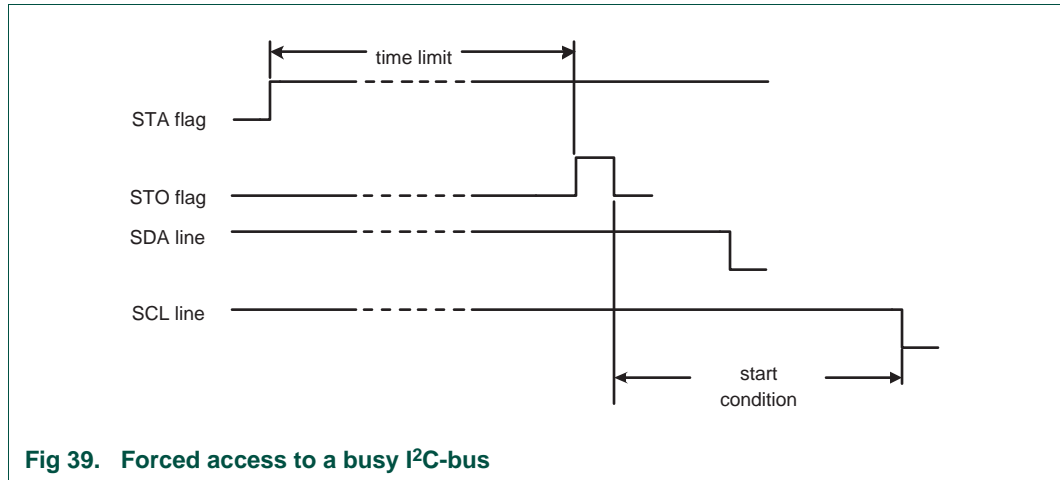 time limit
STA flag
STO flag
SDA line
SCL line
start
condition
Fig 39. Forced access to a busy I²C-bus